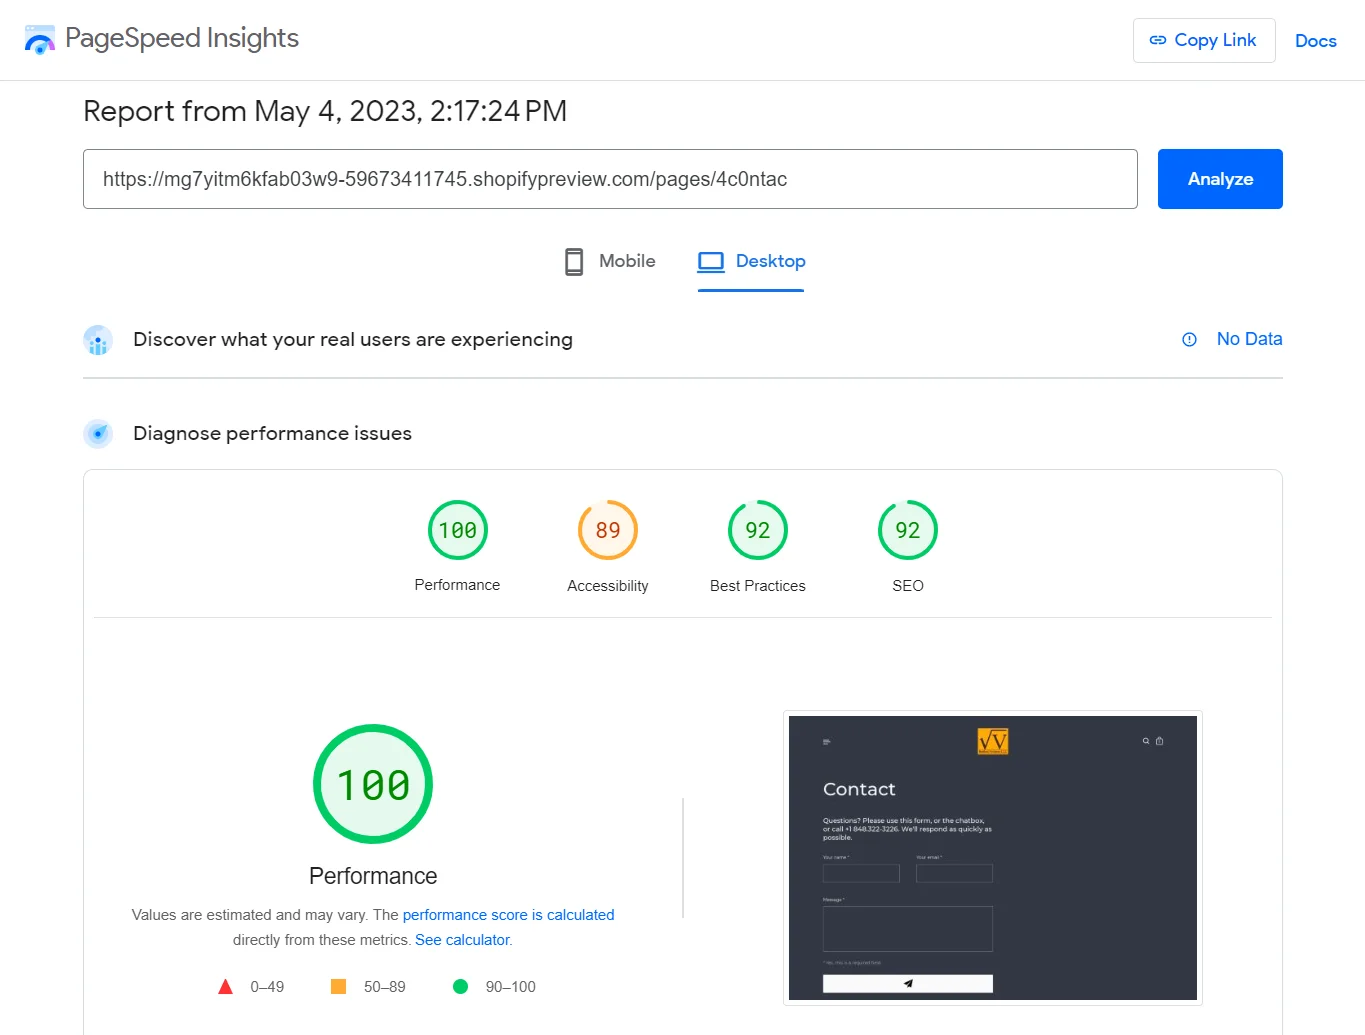 PageSpeed Insights
Copy Link
Docs
Report from May 4, 2023, 2:17:24 PM
https://mg7yitm6kfab03w9-59673411745.shopifypreview.com/pages/4c0ntac
Analyze
Mobile
Desktop
Discover what your real users are experiencing
No Data
Diagnose performance issues
100
89
92
92
Performance
Accessibility
Best Practices
SEO
100
Performance
Values are estimated and may vary. The performance score is calculated
directly from these metrics. See calculator.
0–49
50–89
90–100
Contact
Questions? Please use this form, or the chatbox,
or call +1 848.322-3226. We'll respond as quickly as
possible.
Your name *
Your email *
Message *